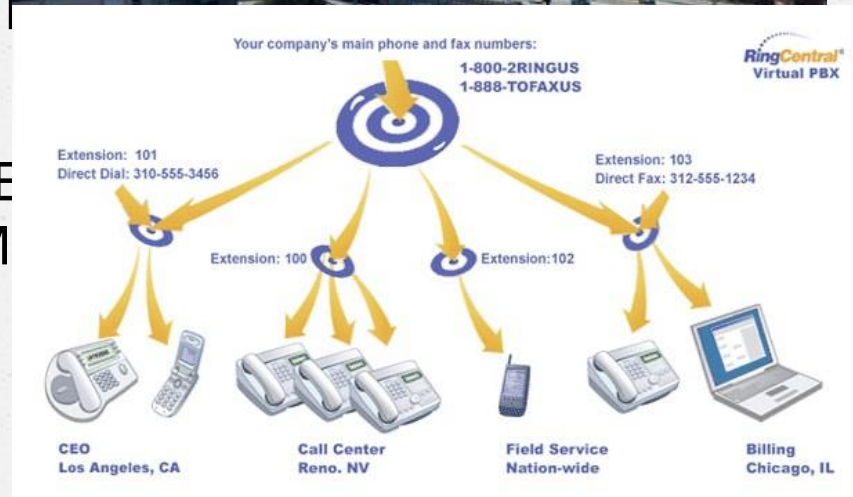 Your company's main phone and fax numbers:
1-800-2RINGUS
1-888-TOFAXUS
RingCentral®
Virtual PBX
Extension: 101
Direct Dial: 310-555-3456
Extension: 103
Direct Fax: 312-555-1234
E
M
Extension: 100
Extension:102
CEO
Los Angeles, CA
Call Center
Reno. NV
Field Service
Nation-wide
Billing
Chicago, IL